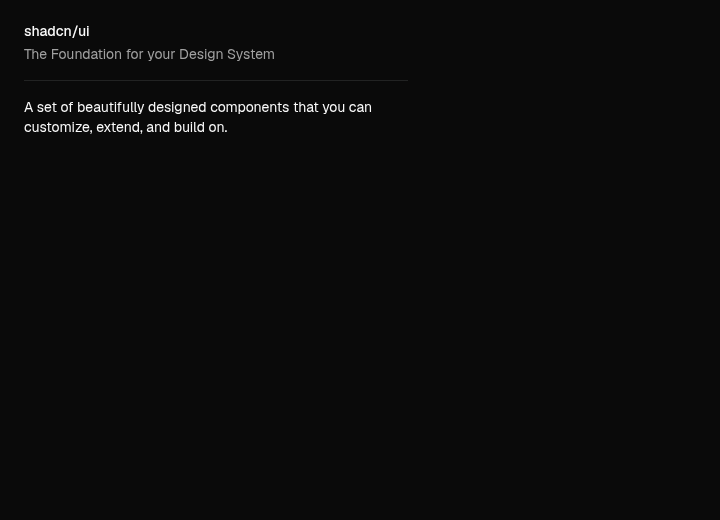 shadcn/ui
The Foundation for your Design System
A set of beautifully designed components that you can
customize, extend, and build on.